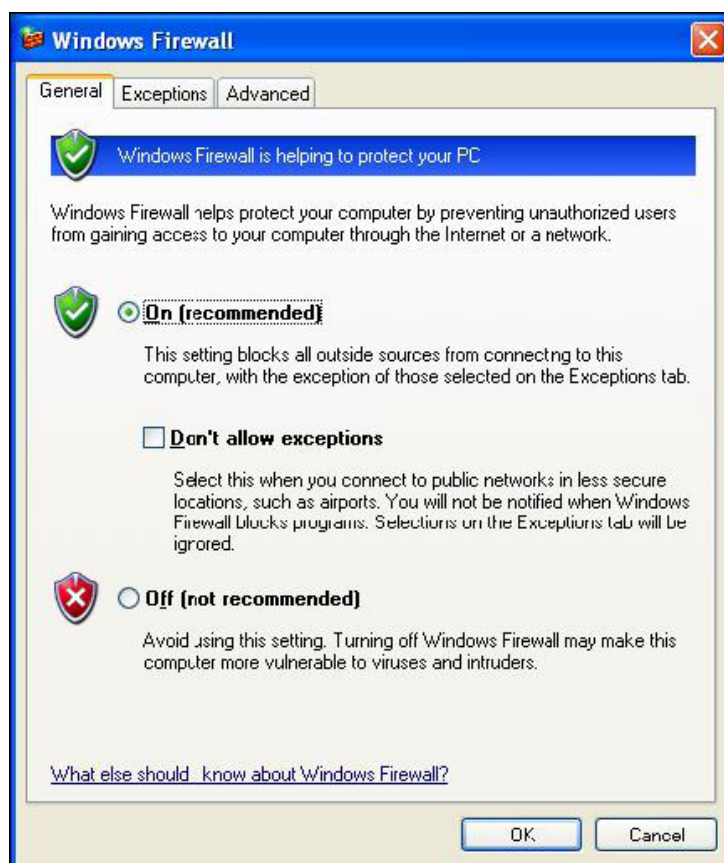 Windows Firewall
General Exceptions Advanced
Windows Firewall is helping to protect your PC
Windows Firewall helps protect your computer by preventing unauthorized users
from gaining access to your computer through the Internet or a network.
On (recommended)
This setting blocks all outside sources from connectng to this
computer, with the exception of those selected on the Exceptions tab.
Don't allow exceptions
Select this when you connect to public networks in less secure
locations, such as airports. You will not be notified when Windows
Firewall blocks programs. Selections on the Exceptions tab will be
ignored.
Off (not recommended)
Avoid using this setting. Turning off Windows Firewall may make this
computer more vulnerable to viruses and intruders.
What else should know about Windows Firewall?
OK Cancel